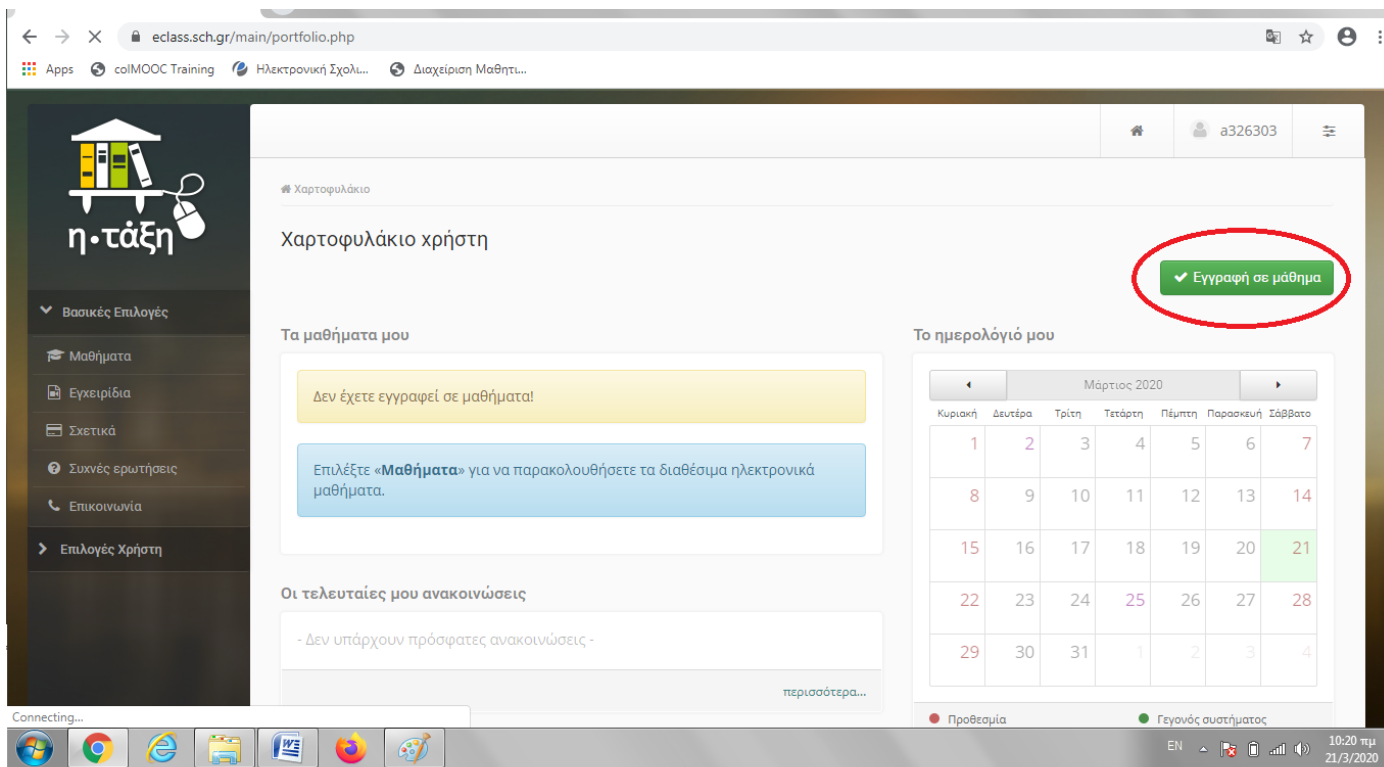 eclass.sch.gr/main/portfolio.php
Apps colMOOC Training Ηλεκτρονική Σχολι... Διαχείριση Μαθητι...
a326303
η•τάξη
Χαρτοφυλάκιο
Χαρτοφυλάκιο χρήστη
Εγγραφή σε μάθημα
Βασικές Επιλογές
Μαθήματα
Εγχειρίδια
Σχετικά
Συχνές ερωτήσεις
Επικοινωνία
Επιλογές Χρήστη
Τα μαθήματα μου
Δεν έχετε εγγραφεί σε μαθήματα!
Επιλέξτε «Μαθήματα» για να παρακολουθήσετε τα διαθέσιμα ηλεκτρονικά
μαθήματα.
Οι τελευταίες μου ανακοινώσεις
- Δεν υπάρχουν πρόσφατες ανακοινώσεις -
περισσότερα...
Το ημερολόγιό μου
Μάρτιος 2020
Κυριακή Δευτέρα Τρίτη Τετάρτη Πέμπτη Παρασκευή Σάββατο
1 2 3 4 5 6 7
8 9 10 11 12 13 14
15 16 17 18 19 20 21
22 23 24 25 26 27 28
29 30 31 1 2 3 4
Προθεσμία Γεγονός συστήματος
Connecting...
EN
10:20 πμ
21/3/2020